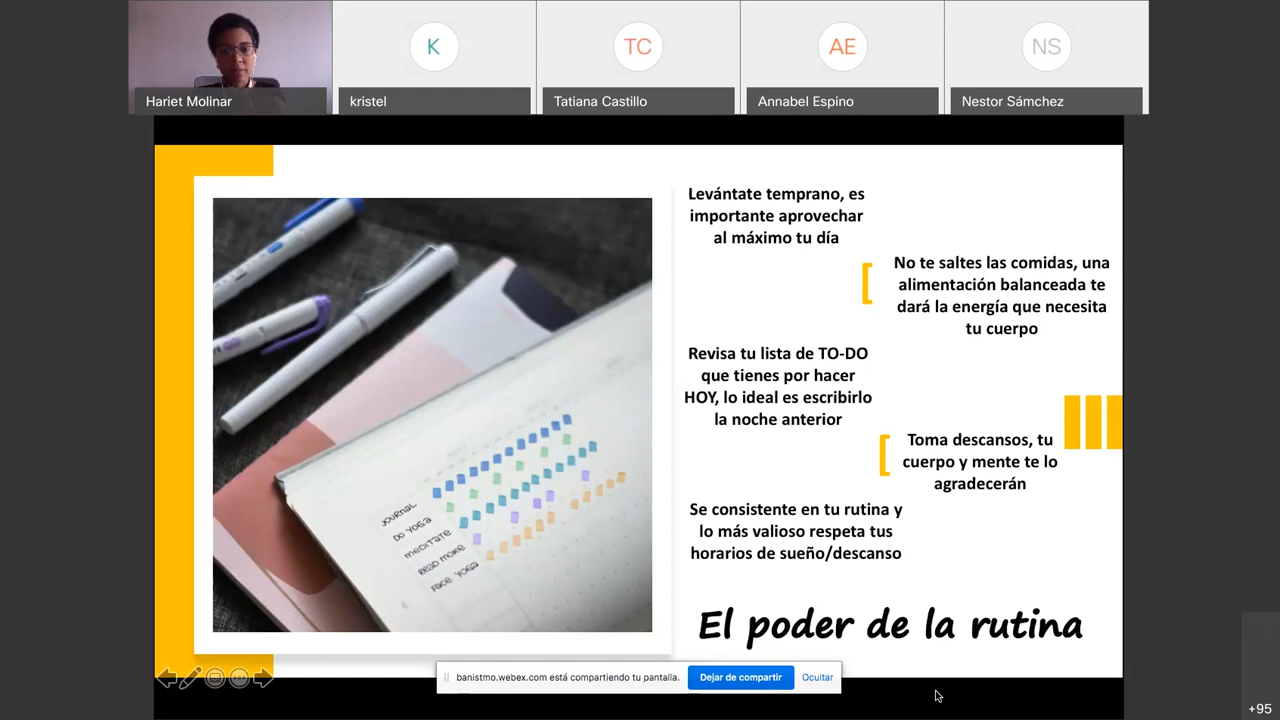 K
TC
AE
NS
Hariet Molinar
kristel
Tatiana Castillo
Annabel Espino
Nestor Sámchez
Levántate temprano, es
importante aprovechar
al máximo tu día
No te saltes las comidas, una
alimentación balanceada te
dará la energía que necesita
tu cuerpo
Revisa tu lista de TO-DO
que tienes por hacer
HOY, lo ideal es escribirlo
la noche anterior
Toma descansos, tu
cuerpo y mente te lo
agradecerán
Se consistente en tu rutina y
lo más valioso respeta tus
horarios de sueño/descanso
JOURNAL
DO YOGA
MEDITATE
READ MORE
FACE YOGA
El poder de la rutina
banistmo.webex.com está compartiendo tu pantalla.
Dejar de compartir
Ocultar
+95